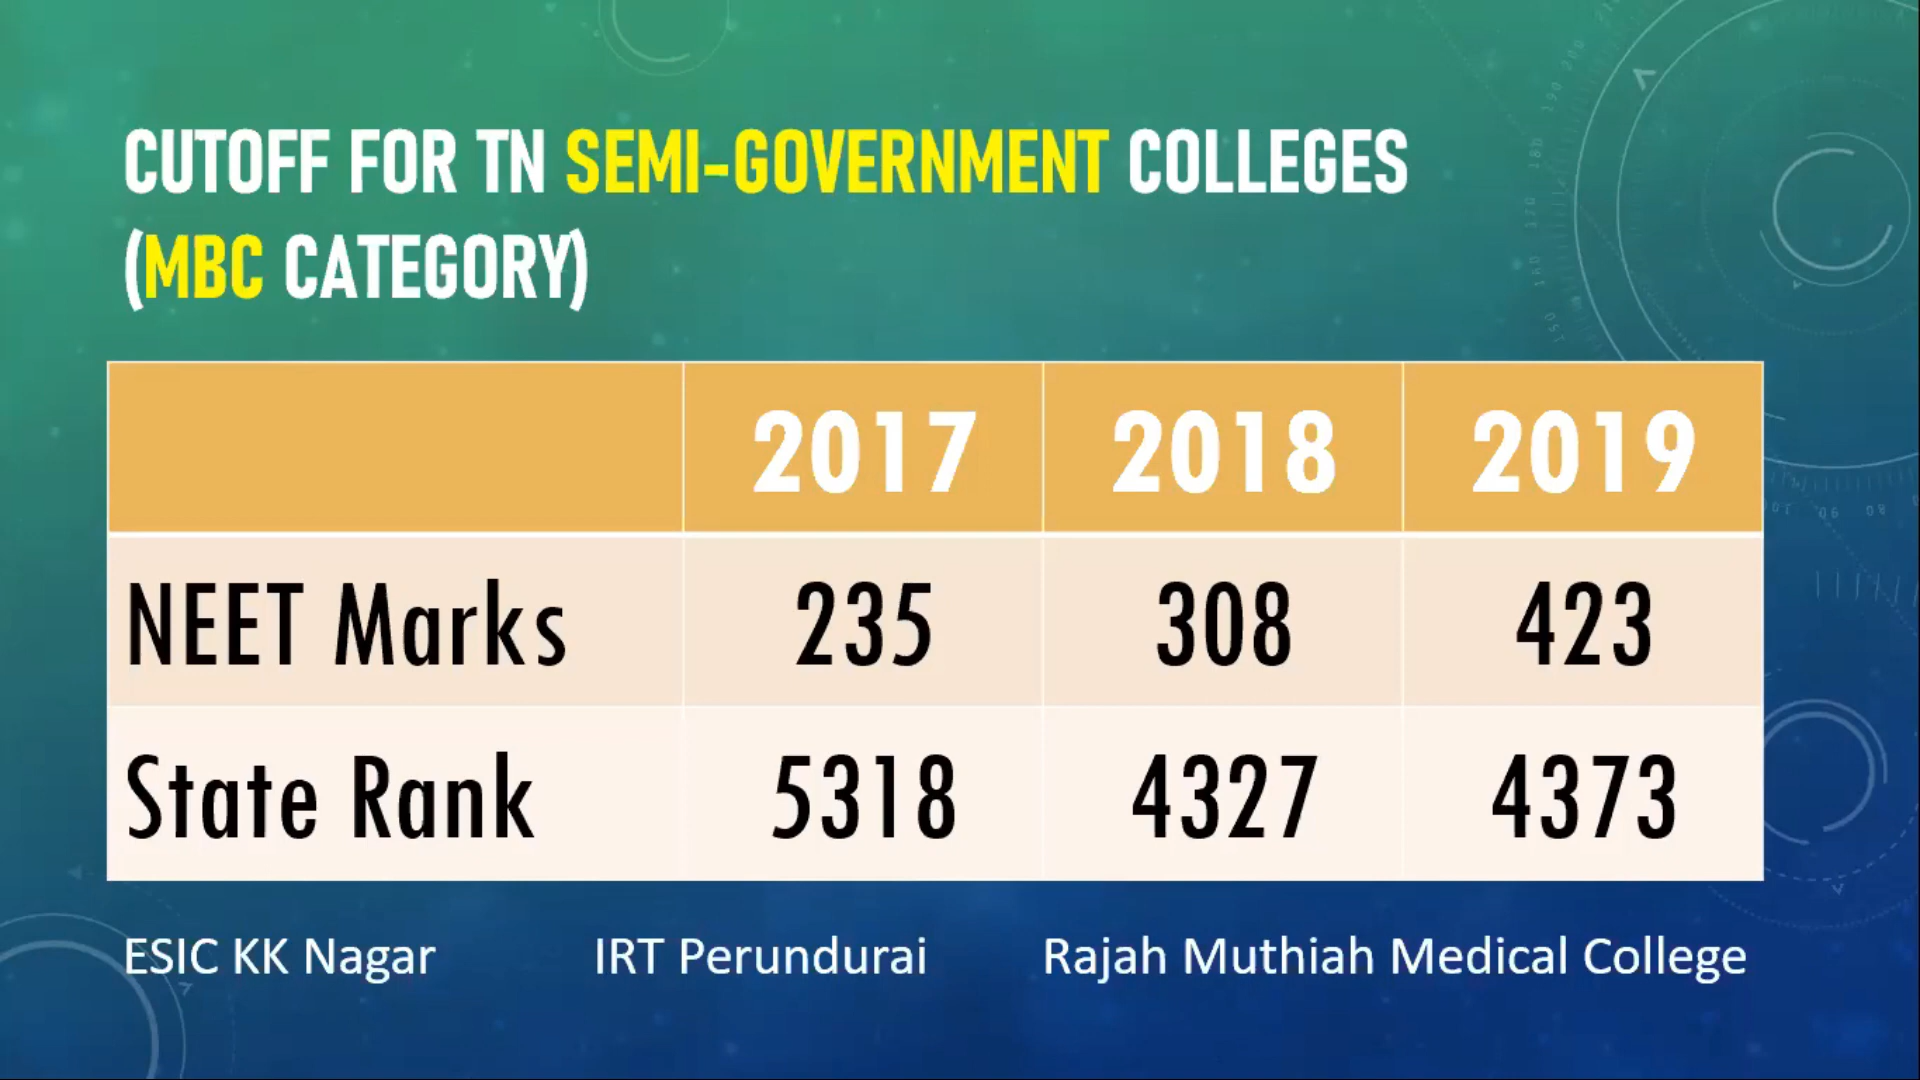 CUTOFF FOR TN SEMI-GOVERNMENT COLLEGES
(MBC CATEGORY)
2017 2018 2019
NEET Marks 235 308 423
State Rank 5318 4327 4373
ESIC KK Nagar IRT Perundurai Rajah Muthiah Medical College